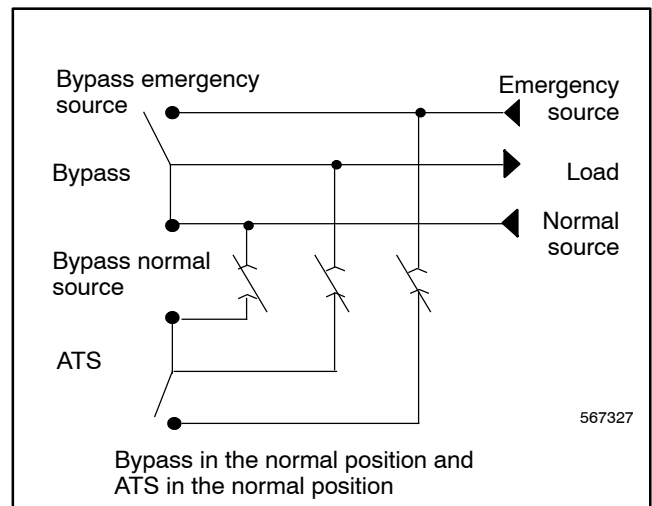 Bypass emergency
source
Emergency
source
Bypass
Load
Normal
source
Bypass normal
source
ATS
567327
Bypass in the normal position and
ATS in the normal position